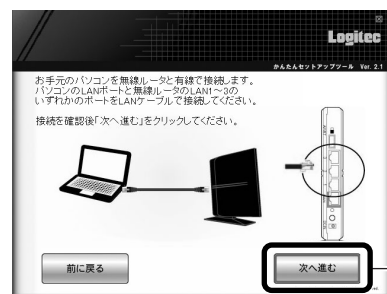 Logitec
かんたんセットアップツール Ver. 2.1
お手元のパソコンを無線ルータと有線で接続します。
パソコンのLANポートと無線ルータのLAN1～3の
いずれかのポートをLANケーブルで接続してください。
接続を確認後「次へ進む」をクリックしてください。
前に戻る
次へ進む